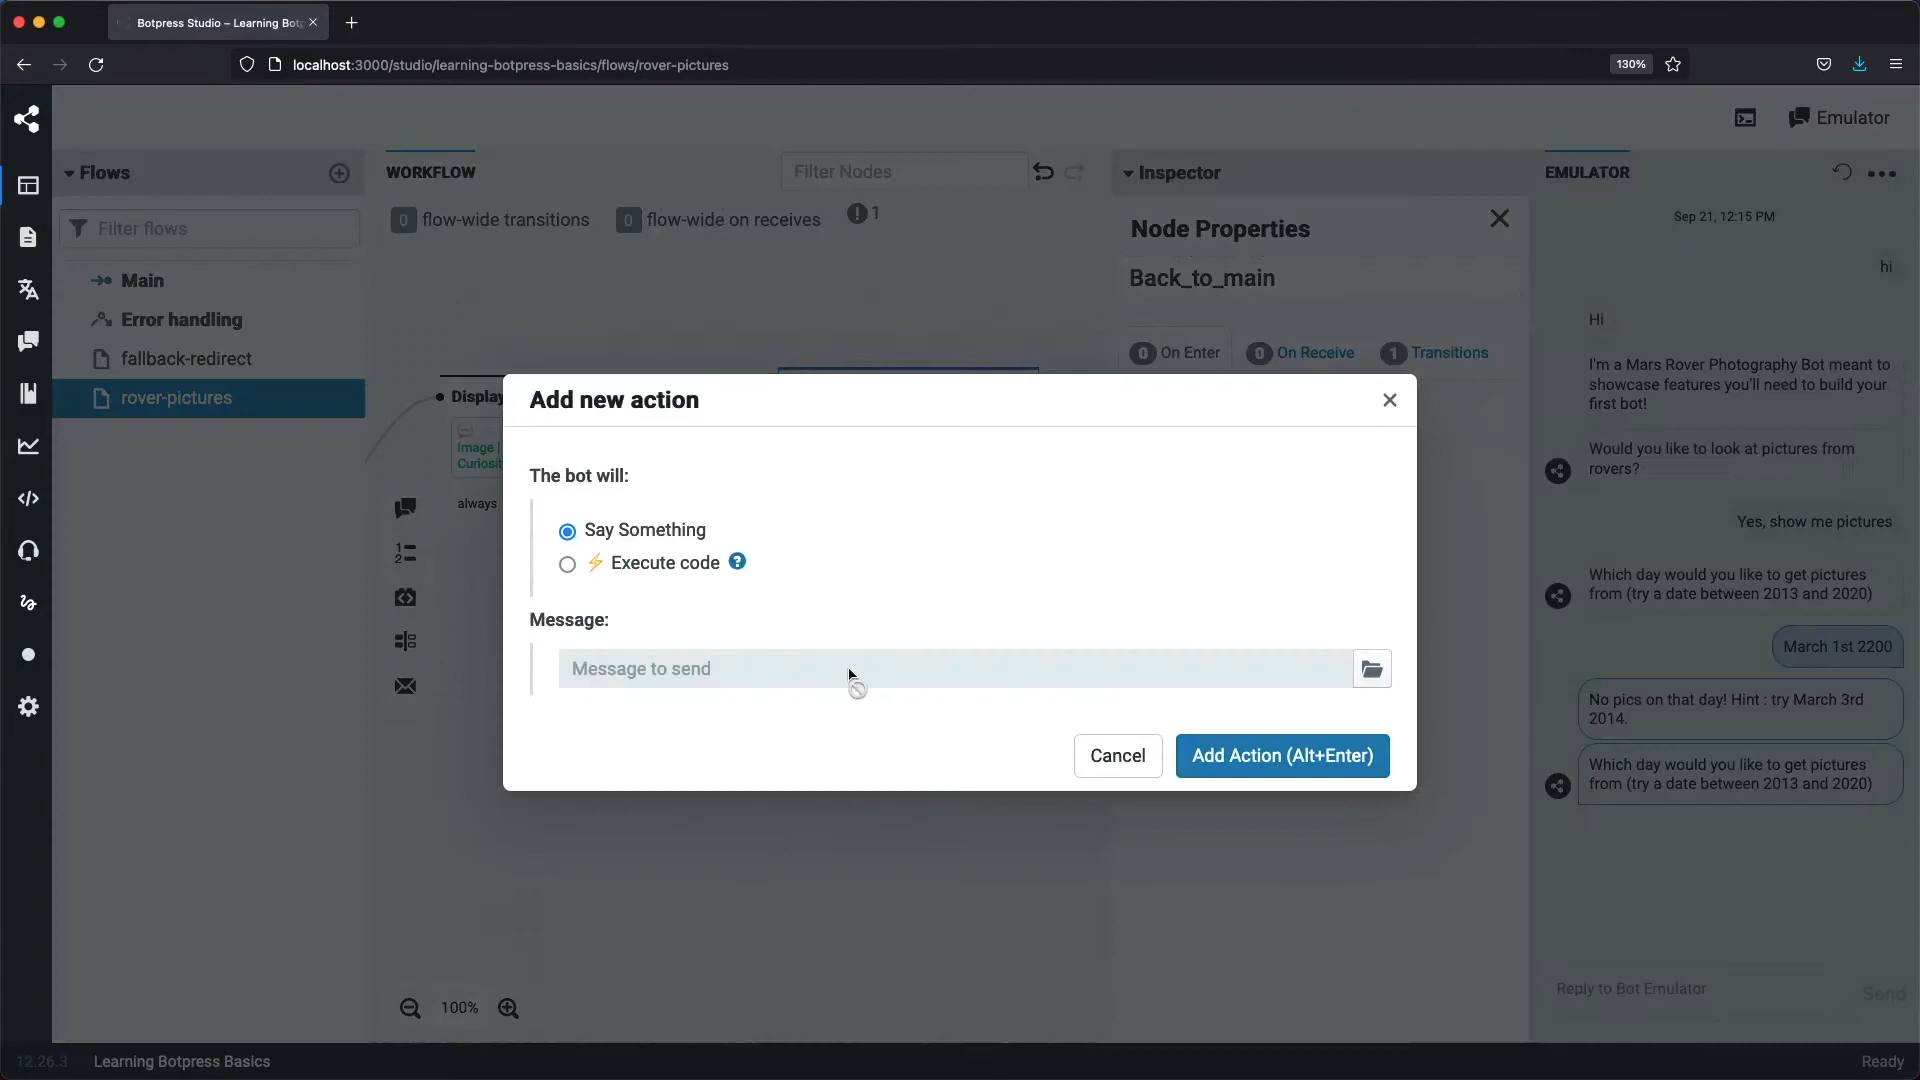 Botpress Studio – Learning Bot
localhost:3000/studio/learning-botpress-basics/flows/rover-pictures
130%
Emulator
Flows
Filter flows
Main
Error handling
fallback-redirect
rover-pictures
WORKFLOW
Filter Nodes
0 flow-wide transitions
0 flow-wide on receives
1
Display
Image |
Curiosit
always
100%
Inspector
Node Properties
Back_to_main
0 On Enter
0 On Receive
1 Transitions
Add new action
The bot will:
Say Something
⚡ Execute code ?
Message:
Message to send
Cancel
Add Action (Alt+Enter)
EMULATOR
Sep 21, 12:15 PM
hi
Hi
I'm a Mars Rover Photography Bot meant to
showcase features you'll need to build your
first bot!
Would you like to look at pictures from
rovers?
Yes, show me pictures
Which day would you like to get pictures
from (try a date between 2013 and 2020)
March 1st 2200
No pics on that day! Hint : try March 3rd
2014.
Which day would you like to get pictures
from (try a date between 2013 and 2020)
Reply to Bot Emulator
Send
12.26.3
Learning Botpress Basics
Ready